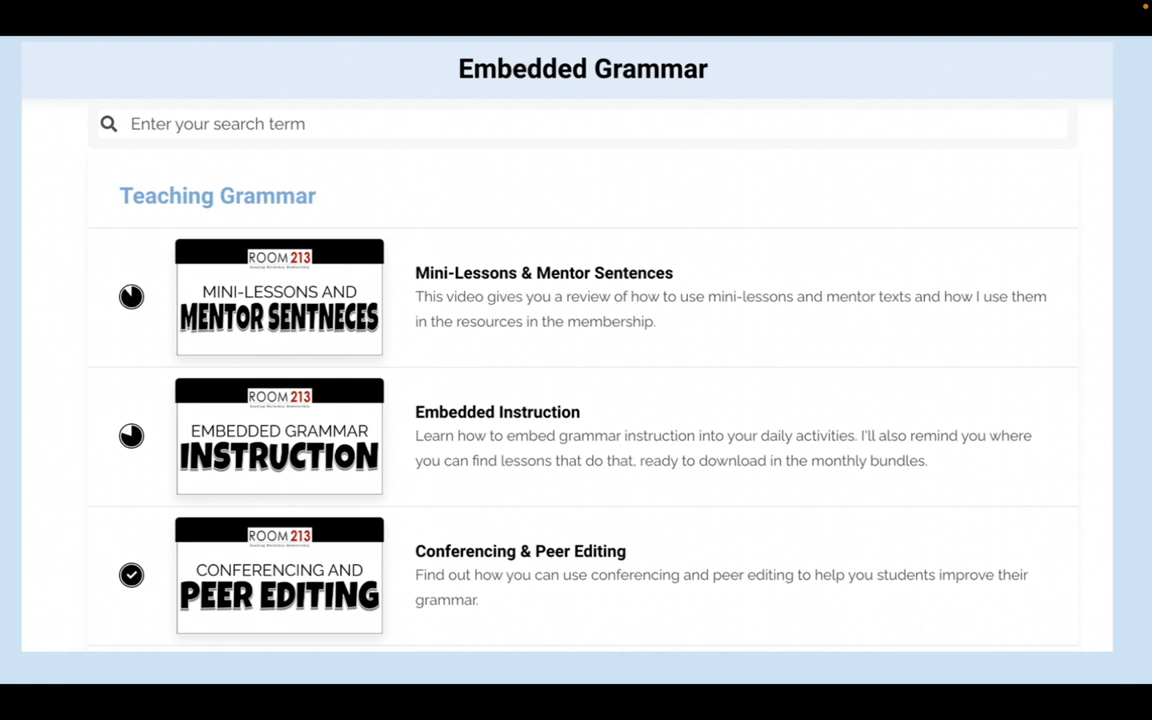 Embedded Grammar
Enter your search term
Teaching Grammar
ROOM 213
MINI-LESSONS AND
MENTOR SENTNECES
Mini-Lessons & Mentor Sentences
This video gives you a review of how to use mini-lessons and mentor texts and how I use them
in the resources in the membership.
ROOM 213
EMBEDDED GRAMMAR
INSTRUCTION
Embedded Instruction
Learn how to embed grammar instruction into your daily activities. I'll also remind you where
you can find lessons that do that, ready to download in the monthly bundles.
ROOM 213
CONFERENCING AND
PEER EDITING
Conferencing & Peer Editing
Find out how you can use conferencing and peer editing to help you students improve their
grammar.